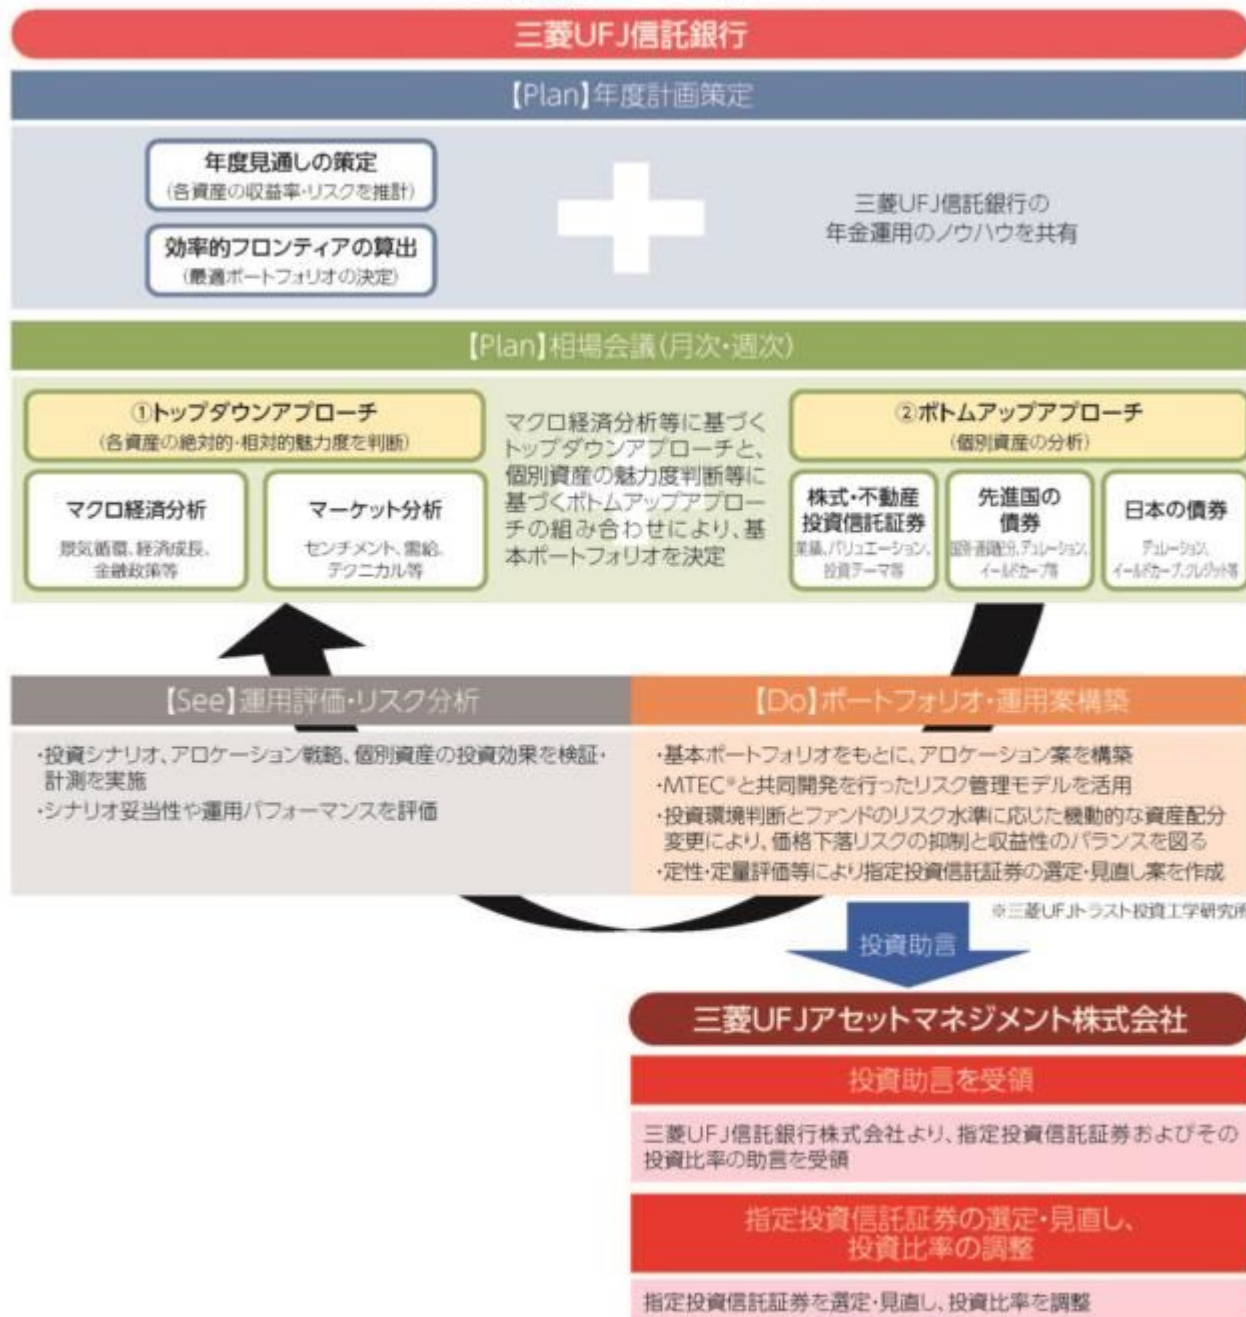 三菱UFJ信託銀行
【Plan】年度計画策定
年度見通しの策定
(各資産の収益率・リスクを推計)
効率的フロンティアの算出
(最適ポートフォリオの決定)
三菱UFJ信託銀行の
年金運用のノウハウを共有
【Plan】相場会議(月次・週次)
①トップダウンアプローチ
(各資産の絶対的・相対的魅力度を判断)
マクロ経済分析
景気循環、経済成長、
金融政策等
マーケット分析
センチメント、需給、
テクニカル等
マクロ経済分析等に基づく
トップダウンアプローチと、
個別資産の魅力度判断等に
基づくボトムアップアプロー
チの組み合わせにより、基
本ポートフォリオを決定
②ボトムアップアプローチ
(個別資産の分析)
株式・不動産
投資信託証券
業績、バリュエーション、
投資テーマ等
先進国の
債券
国別・通貨配分、デュレーション、
イールドカーブ等
日本の債券
デュレーション、
イールドカーブ、クレジット等
【See】運用評価・リスク分析
・投資シナリオ、アロケーション戦略、個別資産の投資効果を検証・
計測を実施
・シナリオ妥当性や運用パフォーマンスを評価
【Do】ポートフォリオ・運用案構築
・基本ポートフォリオをもとに、アロケーション案を構築
・MTEC※と共同開発を行ったリスク管理モデルを活用
・投資環境判断とファンドのリスク水準に応じた機動的な資産配分
変更により、価格下落リスクの抑制と収益性のバランスを図る
・定性・定量評価等により指定投資信託証券の選定・見直し案を作成
※三菱UFJトラスト投資工学研究所
投資助言
三菱UFJアセットマネジメント株式会社
投資助言を受領
三菱UFJ信託銀行株式会社より、指定投資信託証券およびその
投資比率の助言を受領
指定投資信託証券の選定・見直し、
投資比率の調整
指定投資信託証券を選定・見直し、投資比率を調整